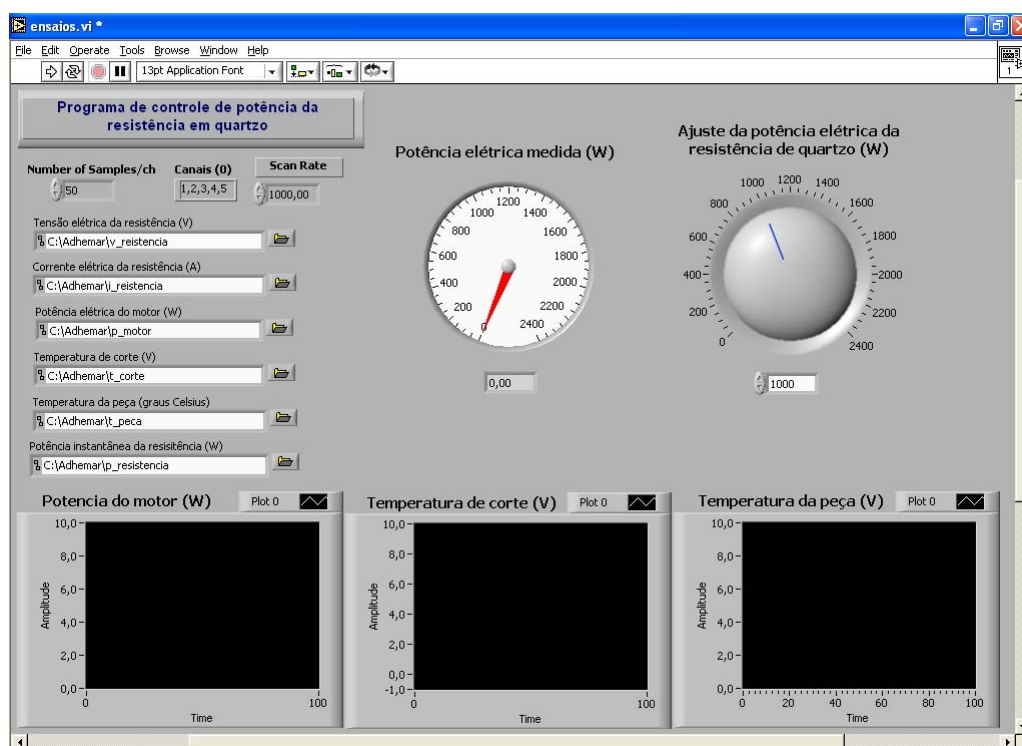 ensaios.vi *
File Edit Operate Tools Browse Window Help
13pt Application Font
1
Programa de controle de potência da
resistência em quartzo
Number of Samples/ch
50
Canais (0)
1,2,3,4,5
Scan Rate
1000,00
Tensão elétrica da resistência (V)
C:\Adhemar\v_reistencia
Corrente elétrica da resistência (A)
C:\Adhemar\i_reistencia
Potência elétrica do motor (W)
C:\Adhemar\p_motor
Temperatura de corte (V)
C:\Adhemar\t_corte
Temperatura da peça (graus Celsius)
C:\Adhemar\t_peca
Potência instantânea da resisitência (W)
C:\Adhemar\p_resistencia
Potência elétrica medida (W)
0 200 400 600 800 1000 1200 1400 1600 1800 2000 2200 2400
0,00
Ajuste da potência elétrica da
resistência de quartzo (W)
0 200 400 600 800 1000 1200 1400 1600 1800 2000 2200 2400
1000
Potencia do motor (W)
Plot 0
10,0
8,0
6,0
4,0
2,0
0,0
Amplitude
0 100
Time
Temperatura de corte (V)
Plot 0
10,0
8,0
6,0
4,0
2,0
0,0
-1,0
Amplitude
0 100
Time
Temperatura da peça (V)
Plot 0
10,0
8,0
6,0
4,0
2,0
0,0
Amplitude
0 20 40 60 80 100
Time